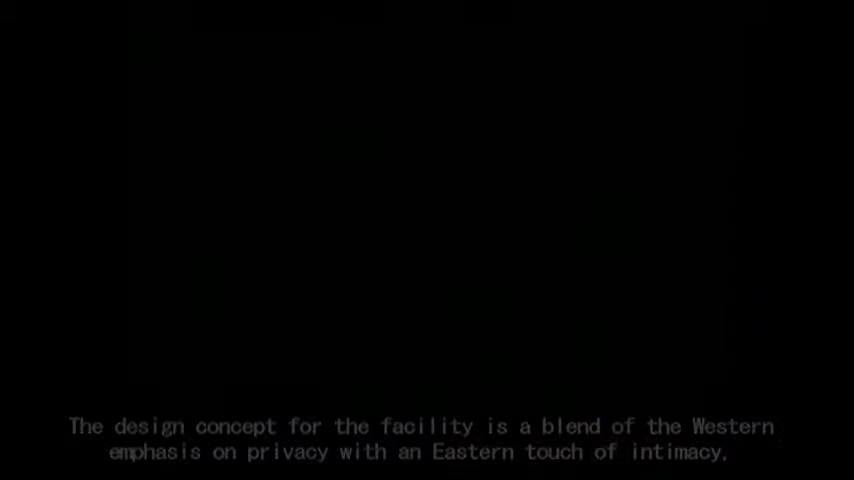 The design concept for the facility is a blend of the Western
emphasis on privacy with an Eastern touch of intimacy,